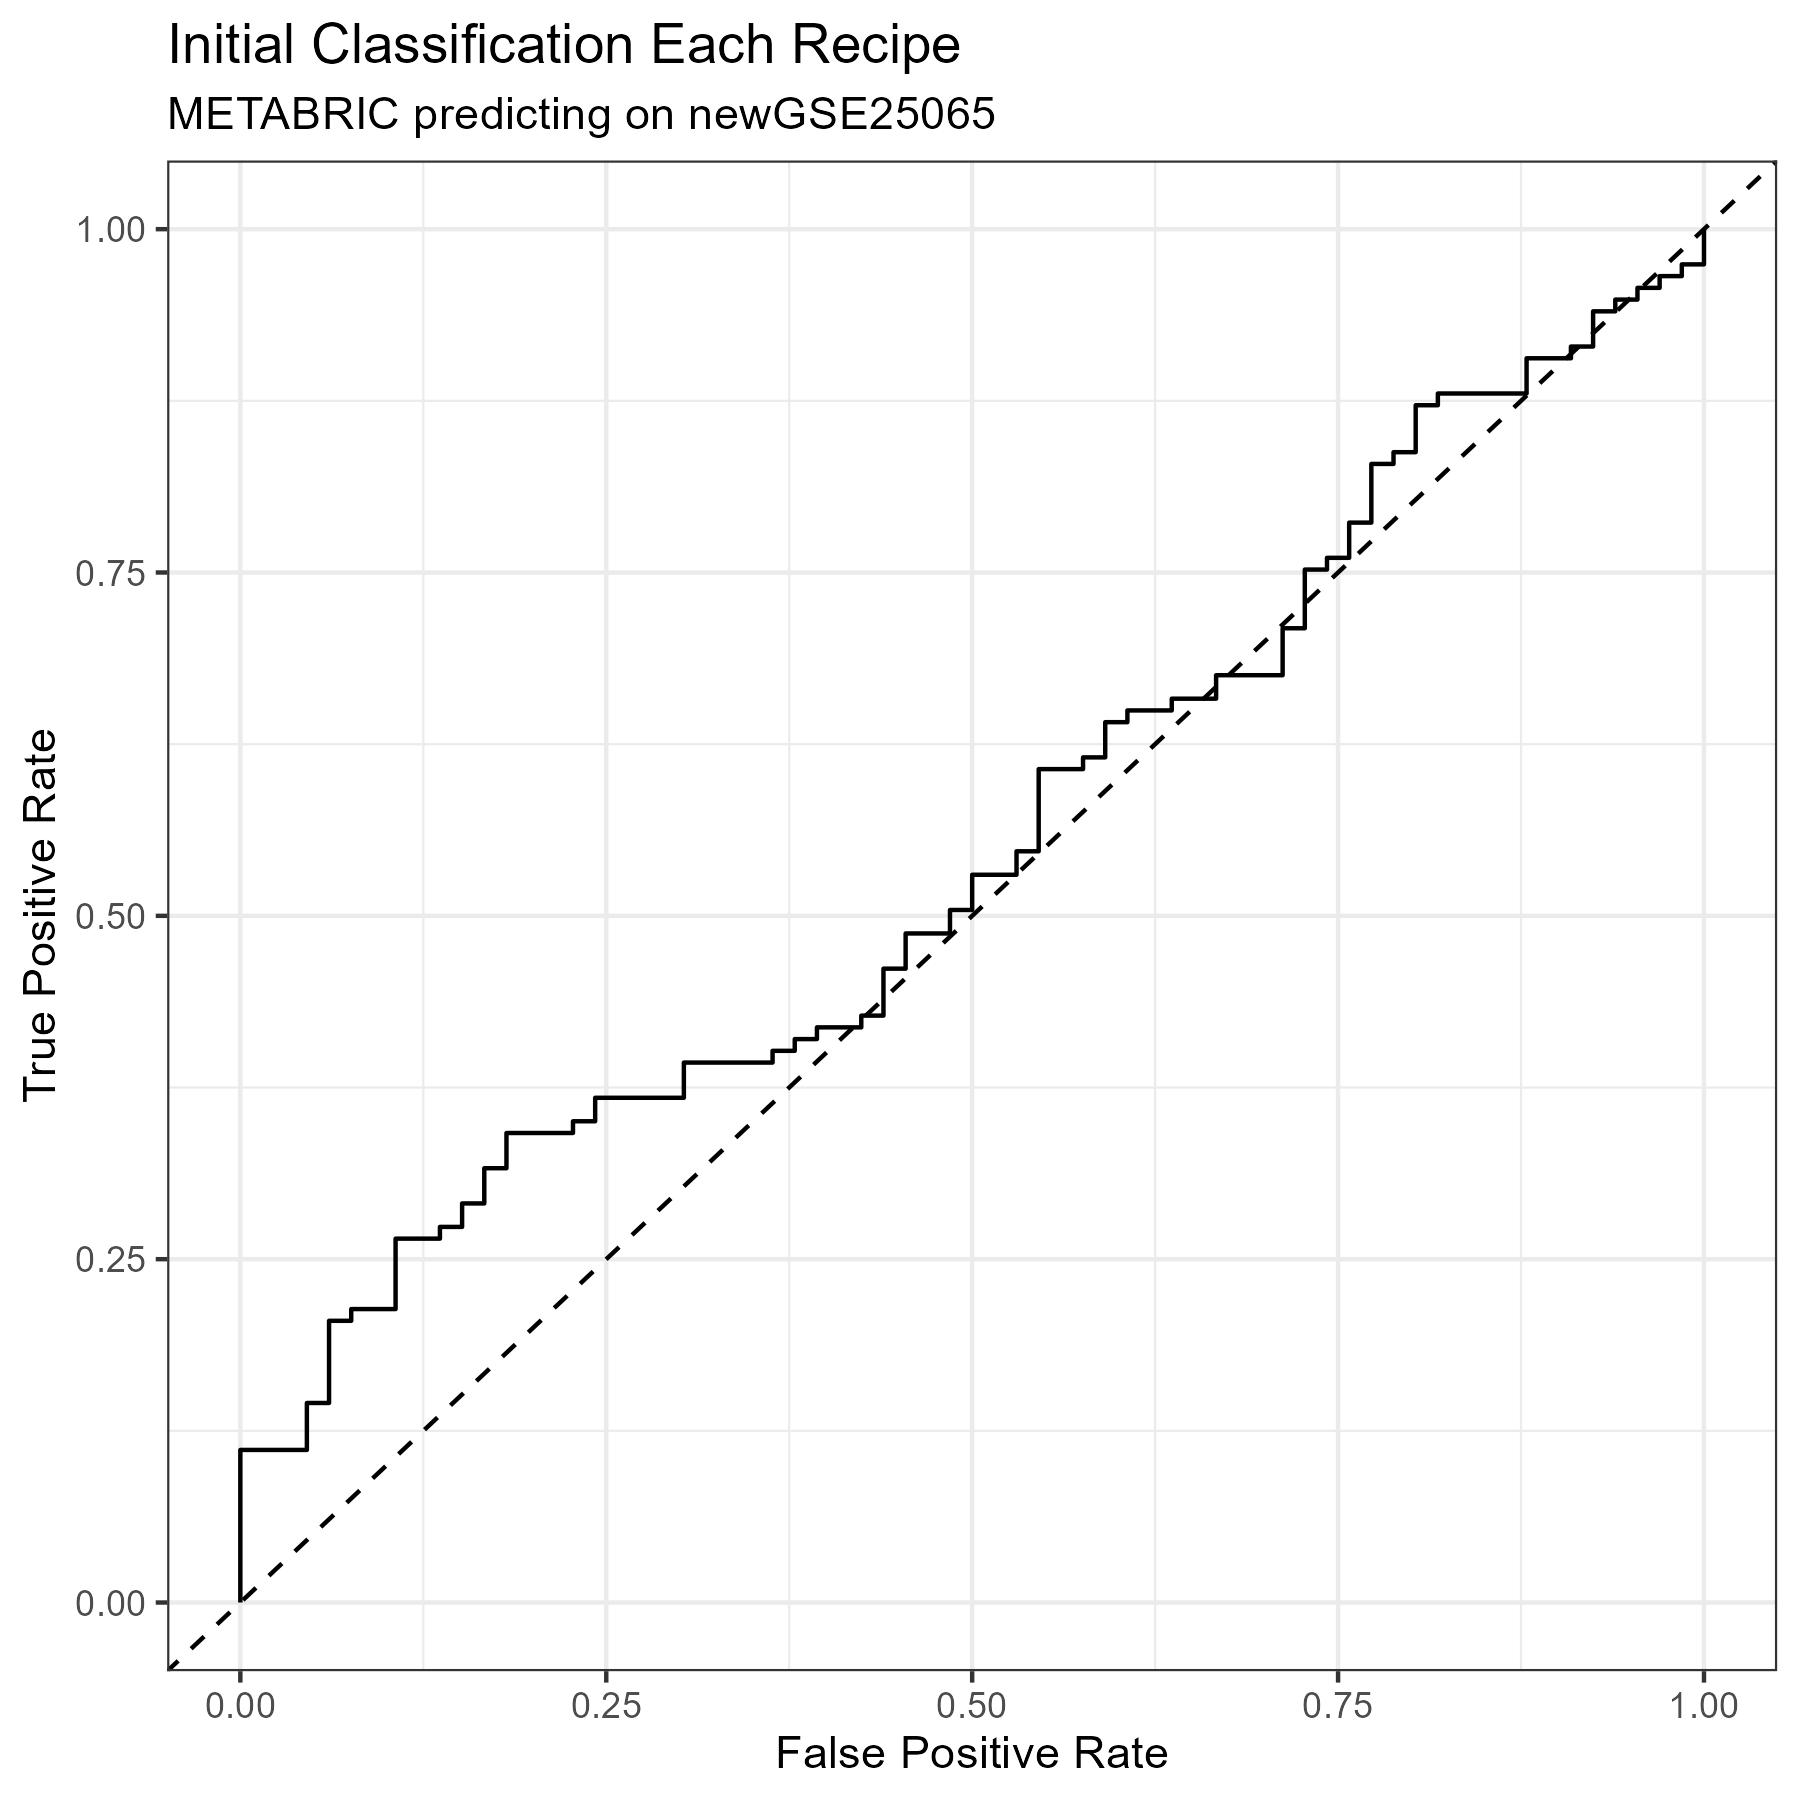 Initial Classification Each Recipe
METABRIC predicting on newGSE25065
1.00
0.75
0.50
0.25
0.00
True Positive Rate
0.00 0.25 0.50 0.75 1.00
False Positive Rate